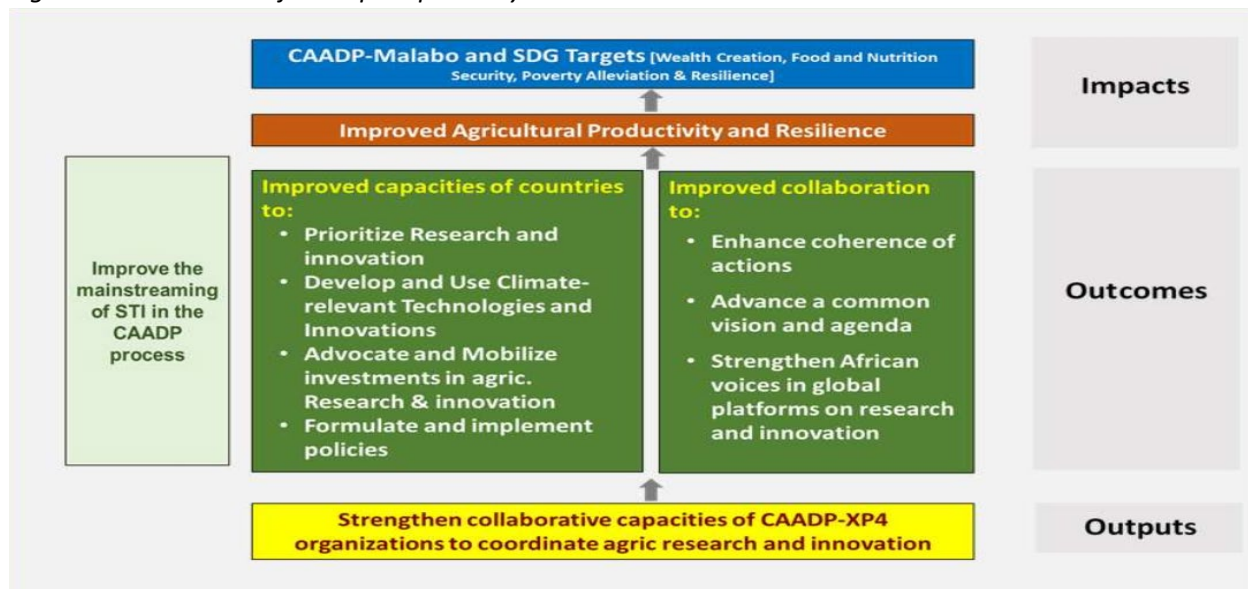 CAADP-Malabo and SDG Targets [Wealth Creation, Food and Nutrition
Security, Poverty Alleviation & Resilience]
Impacts
Improved Agricultural Productivity and Resilience
Improve the
mainstreaming
of STI in the
CAADP
process
Improved capacities of countries
to:
• Prioritize Research and
innovation
• Develop and Use Climate-
relevant Technologies and
Innovations
• Advocate and Mobilize
investments in agric.
Research & innovation
• Formulate and implement
policies
Improved collaboration
to:
• Enhance coherence of
actions
• Advance a common
vision and agenda
• Strengthen African
voices in global
platforms on research
and innovation
Outcomes
Strengthen collaborative capacities of CAADP-XP4
organizations to coordinate agric research and innovation
Outputs